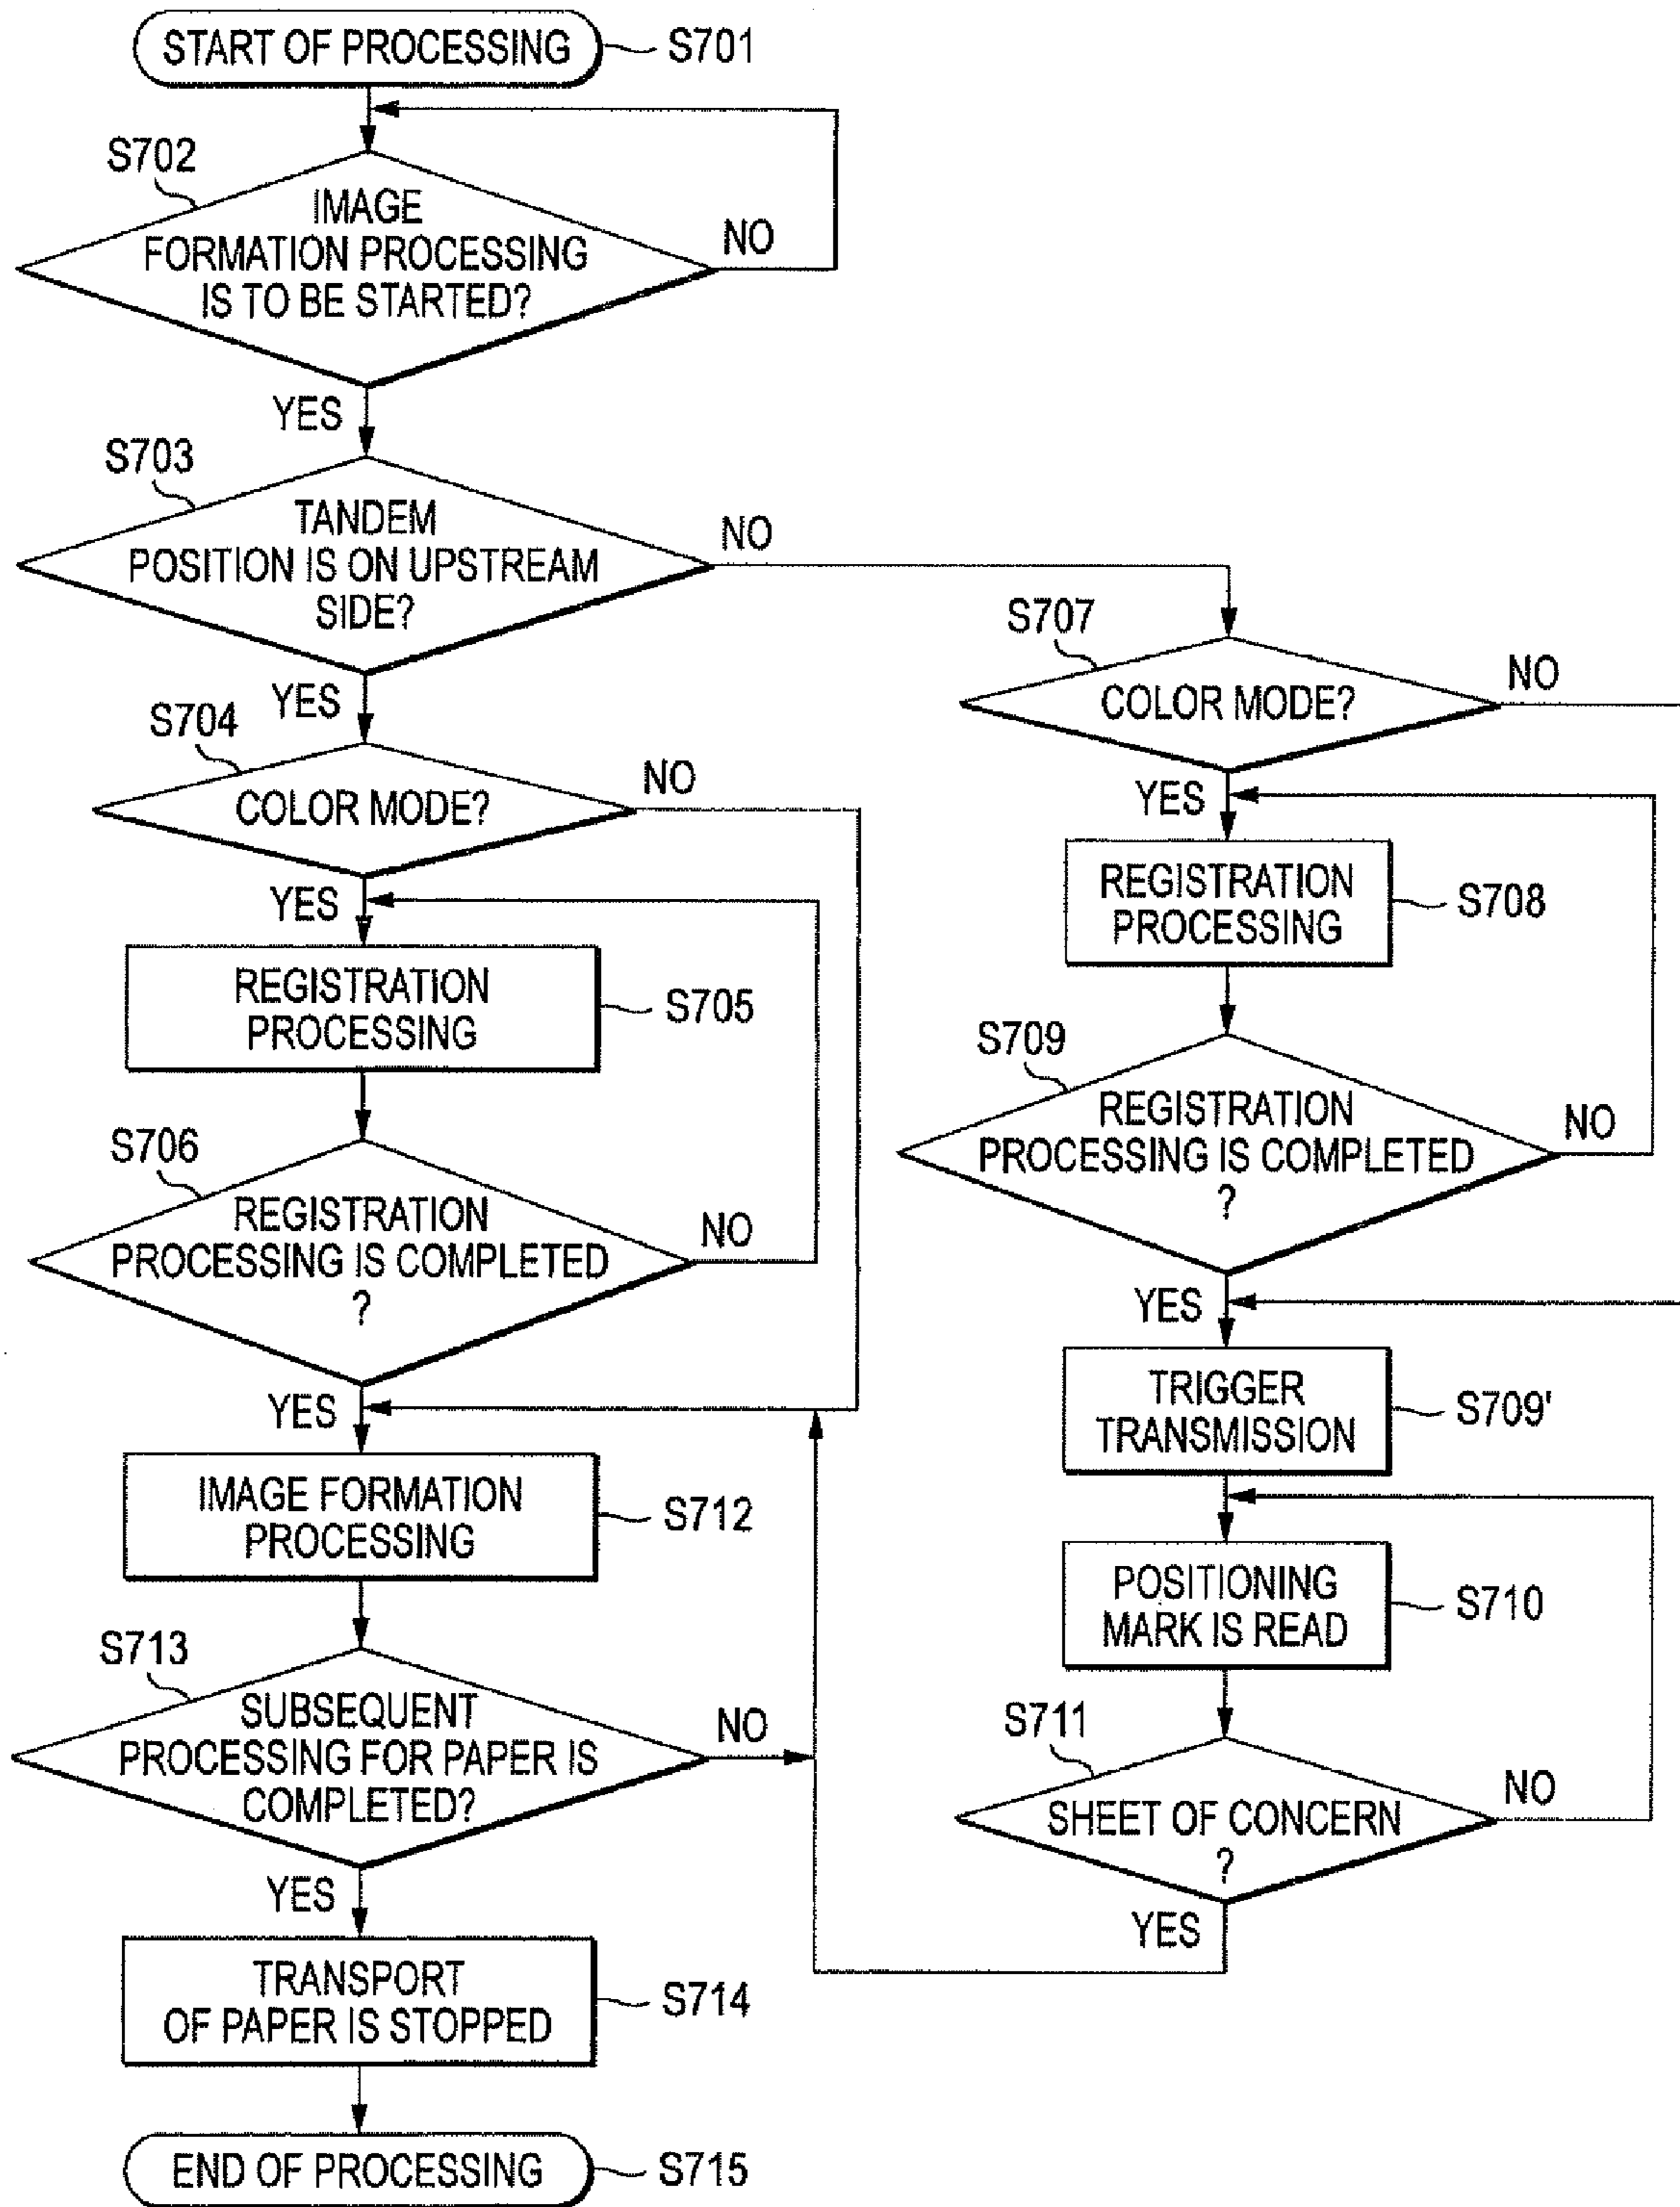 START OF PROCESSING
S701
S702
IMAGE
FORMATION PROCESSING
IS TO BE STARTED?
NO
YES
S703
TANDEM
POSITION IS ON UPSTREAM
SIDE?
NO
YES
S704
COLOR MODE?
NO
YES
REGISTRATION
PROCESSING
S705
S706
REGISTRATION
PROCESSING IS COMPLETED
?
NO
YES
S707
COLOR MODE?
NO
YES
REGISTRATION
PROCESSING
S708
S709
REGISTRATION
PROCESSING IS COMPLETED
?
NO
YES
TRIGGER
TRANSMISSION
S709'
POSITIONING
MARK IS READ
S710
S711
SHEET OF CONCERN
?
NO
YES
IMAGE FORMATION
PROCESSING
S712
S713
SUBSEQUENT
PROCESSING FOR PAPER IS
COMPLETED?
NO
YES
TRANSPORT
OF PAPER IS STOPPED
S714
END OF PROCESSING
S715